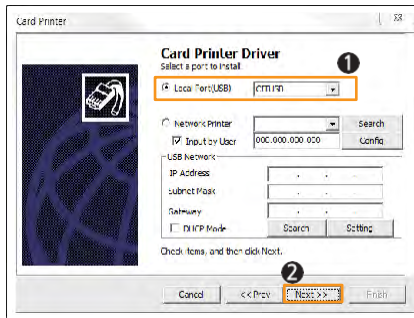 Card Printer
Card Printer Driver
Select a port to install
1
Local Port(USB)
Network Printer Search
Input by User 000.000.000.000 Config
USB Network
IP Address
Subnet Mask
Gateway
DHCP Mode Search Setting
Check items, and then click Next.
2
Cancel << Prev Next >> Finish